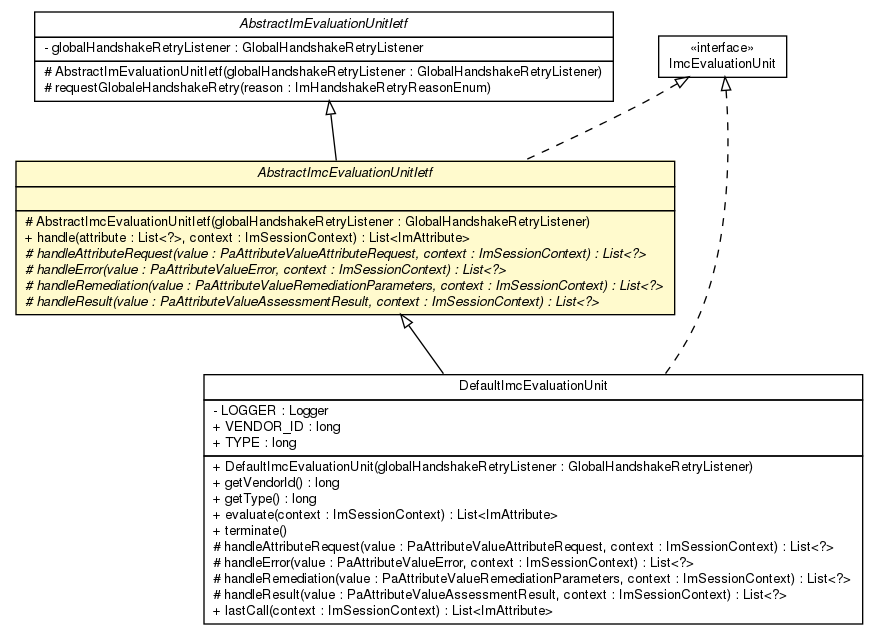 AbstractImEvaluationUnitIetf
- globalHandshakeRetryListener : GlobalHandshakeRetryListener
# AbstractImEvaluationUnitIetf(globalHandshakeRetryListener : GlobalHandshakeRetryListener)
# requestGlobaleHandshakeRetry(reason : ImHandshakeRetryReasonEnum)
«interface»
ImcEvaluationUnit
AbstractImcEvaluationUnitIetf
# AbstractImcEvaluationUnitIetf(globalHandshakeRetryListener : GlobalHandshakeRetryListener)
+ handle(attribute : List<?>, context : ImSessionContext) : List<ImAttribute>
# handleAttributeRequest(value : PaAttributeValueAttributeRequest, context : ImSessionContext) : List<?>
# handleError(value : PaAttributeValueError, context : ImSessionContext) : List<?>
# handleRemediation(value : PaAttributeValueRemediationParameters, context : ImSessionContext) : List<?>
# handleResult(value : PaAttributeValueAssessmentResult, context : ImSessionContext) : List<?>
DefaultImcEvaluationUnit
- LOGGER : Logger
+ VENDOR_ID : long
+ TYPE : long
+ DefaultImcEvaluationUnit(globalHandshakeRetryListener : GlobalHandshakeRetryListener)
+ getVendorId() : long
+ getType() : long
+ evaluate(context : ImSessionContext) : List<ImAttribute>
+ terminate()
# handleAttributeRequest(value : PaAttributeValueAttributeRequest, context : ImSessionContext) : List<?>
# handleError(value : PaAttributeValueError, context : ImSessionContext) : List<?>
# handleRemediation(value : PaAttributeValueRemediationParameters, context : ImSessionContext) : List<?>
# handleResult(value : PaAttributeValueAssessmentResult, context : ImSessionContext) : List<?>
+ lastCall(context : ImSessionContext) : List<ImAttribute>